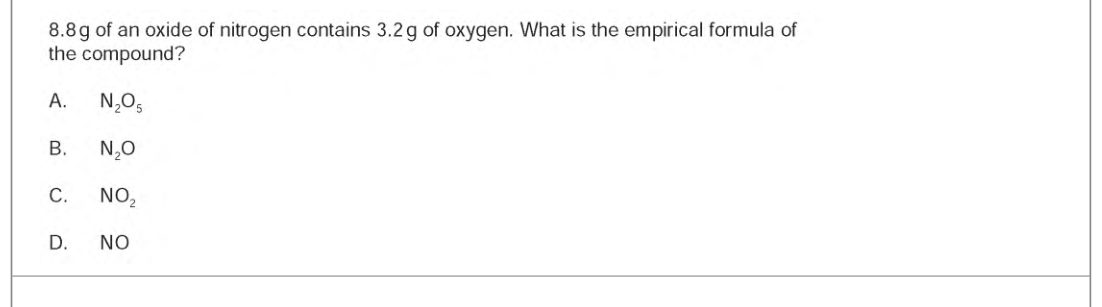 8.8 g of an oxide of nitrogen contains 3.2 g of oxygen. What is the empirical formula of
the compound?
A. N₂O₅
B. N₂O
C. NO₂
D. NO